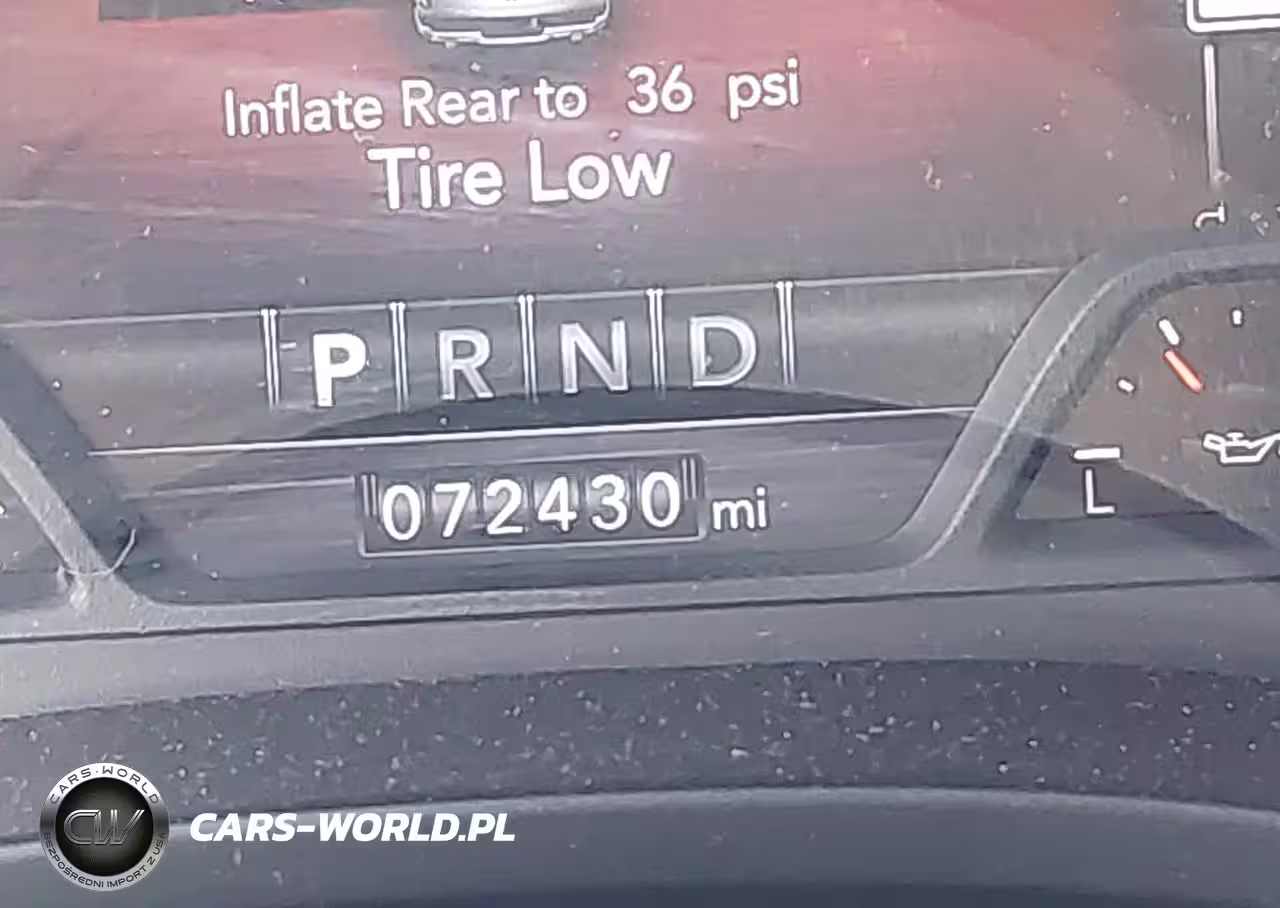 Inflate Rear to 36 psi
Tire Low
P R N D
072430 mi
L
CARS-WORLD
CW
BEZPOŚREDNI IMPORT Z USA
CARS-WORLD.PL